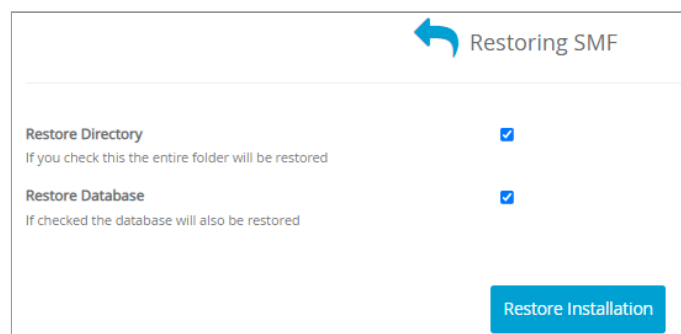 Restoring SMF
Restore Directory
If you check this the entire folder will be restored
Restore Database
If checked the database will also be restored
Restore Installation